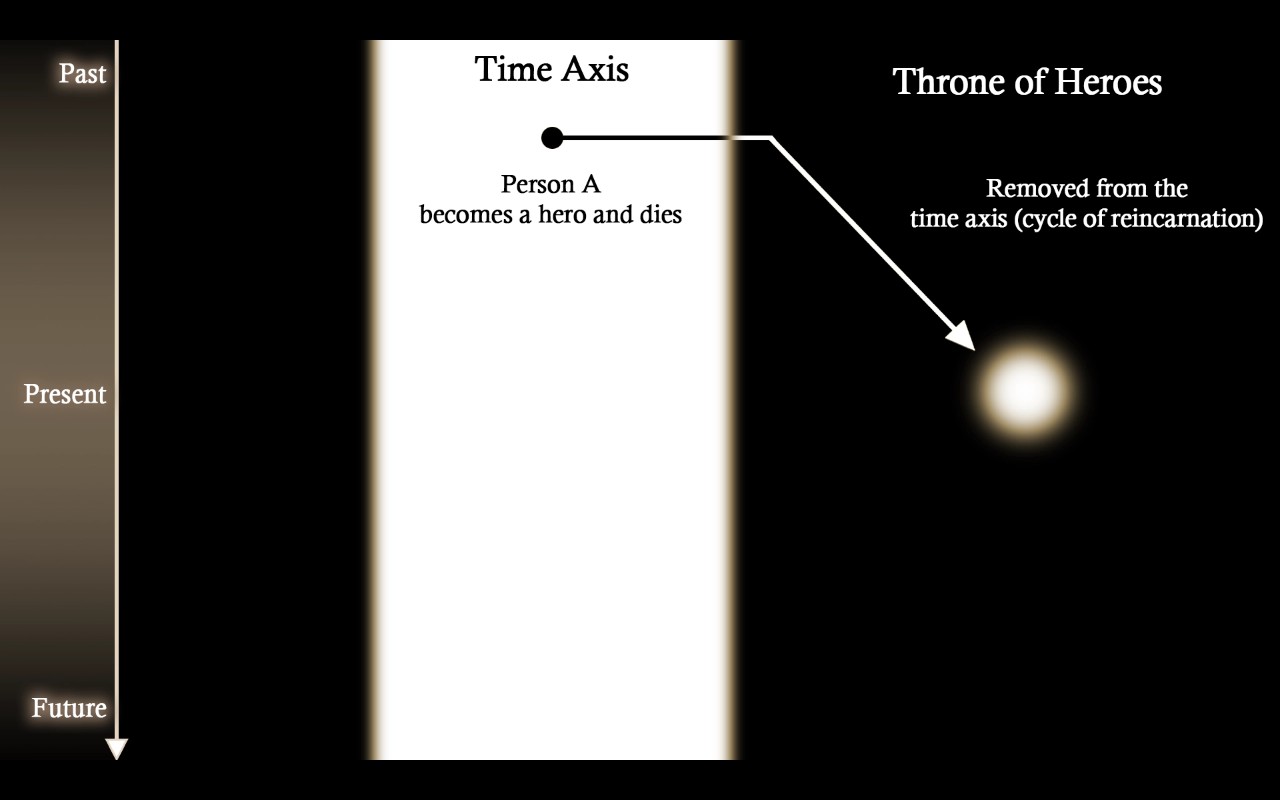 Past
Time Axis
Throne of Heroes
Person A
becomes a hero and dies
Removed from the
time axis (cycle of reincarnation)
Present
Future